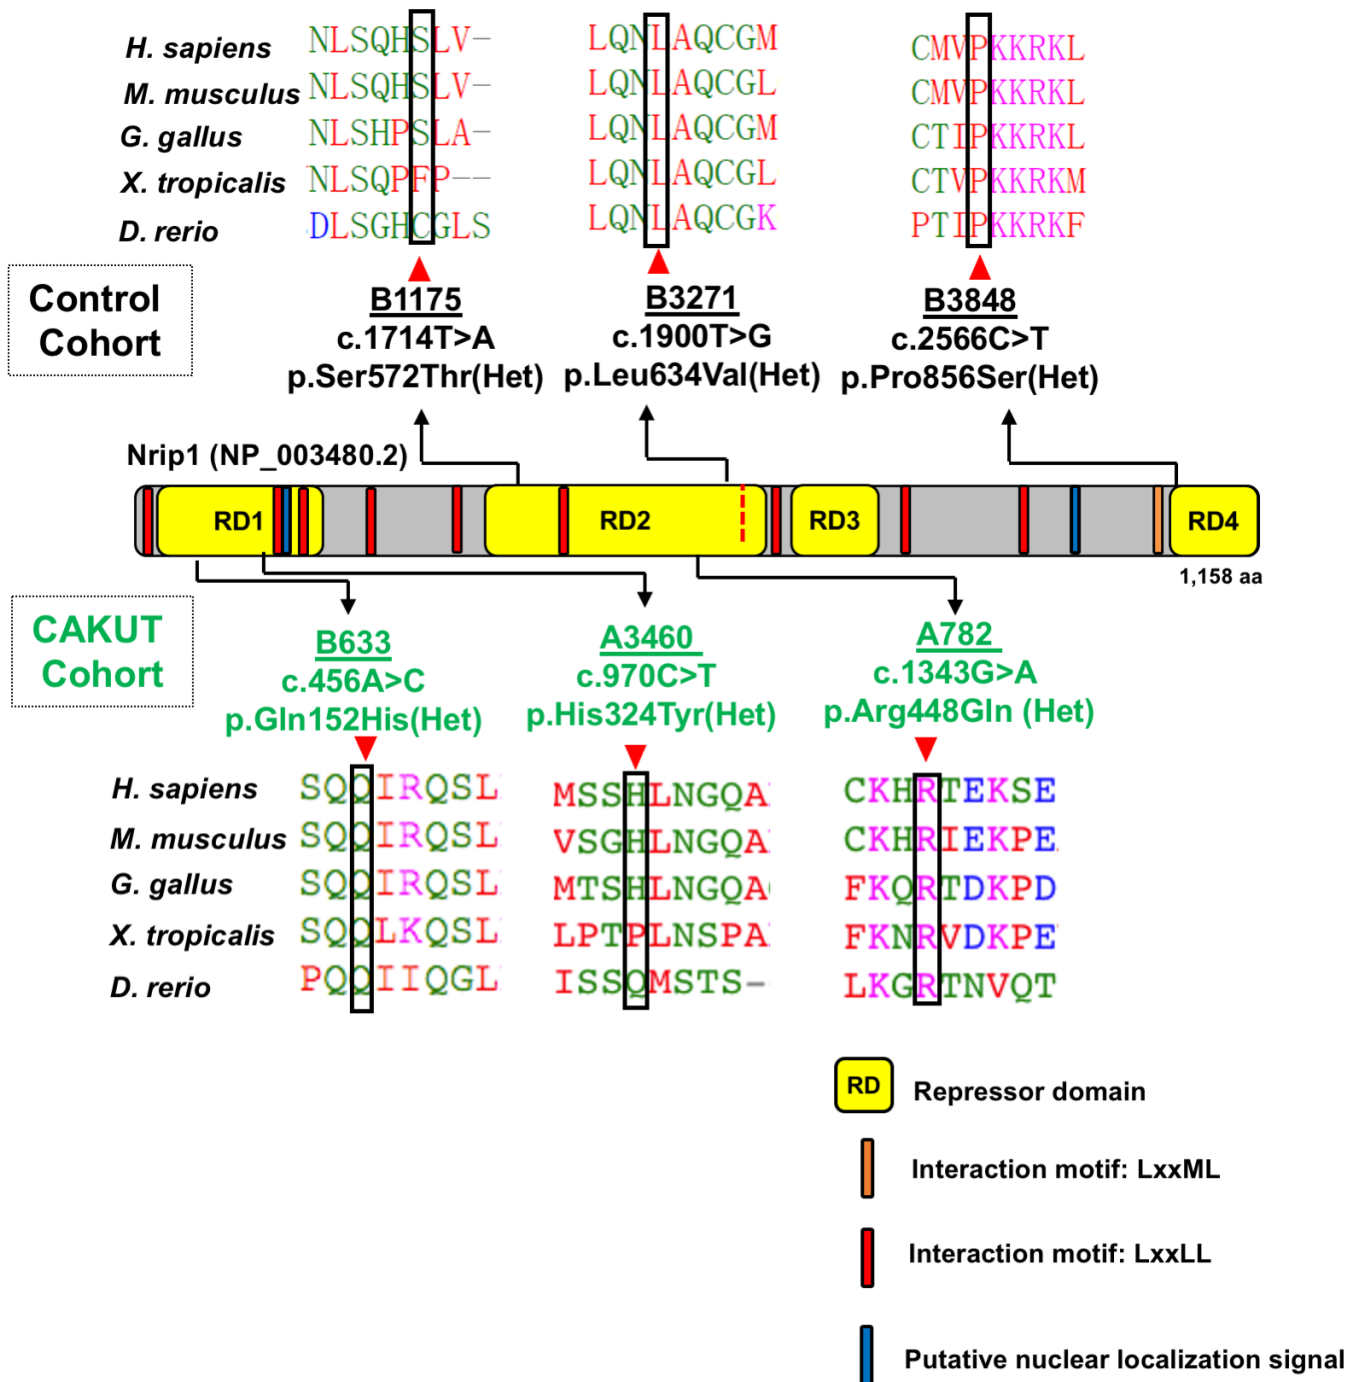 H. sapiens NLSQHSLV- LQNLAQCGM CMVPKKRKL
M. musculus NLSQHSLV- LQNLAQCGL CMVPKKRKL
G. gallus NLSHPSLA- LQNLAQCGM CTIPKKRKL
X. tropicalis NLSQPFP-- LQNLAQCGL CTVPKKRKM
D. rerio DLSGHCGLS LQNLAQCGK PTIPKKRKF
Control
Cohort
B1175 B3271 B3848
c.1714T>A c.1900T>G c.2566C>T
p.Ser572Thr(Het) p.Leu634Val(Het) p.Pro856Ser(Het)
Nrip1 (NP_003480.2)
RD1 RD2 RD3 RD4
1,158 aa
CAKUT
Cohort
B633 A3460 A782
c.456A>C c.970C>T c.1343G>A
p.Gln152His(Het) p.His324Tyr(Het) p.Arg448Gln (Het)
H. sapiens SQQIRQSL MSSHLNGQA CKHRTEKSE
M. musculus SQQIRQSL VSGHLNGQA CKHRIEKPE
G. gallus SQQIRQSL MTSHLNGQA FKQRTDKPD
X. tropicalis SQQLKQSL LPTPLNSPA FKNRVDKPE
D. rerio PQQIIQGL ISSQMSTS- LKGRTNVQT
RD Repressor domain
Interaction motif: LxxML
Interaction motif: LxxLL
Putative nuclear localization signal